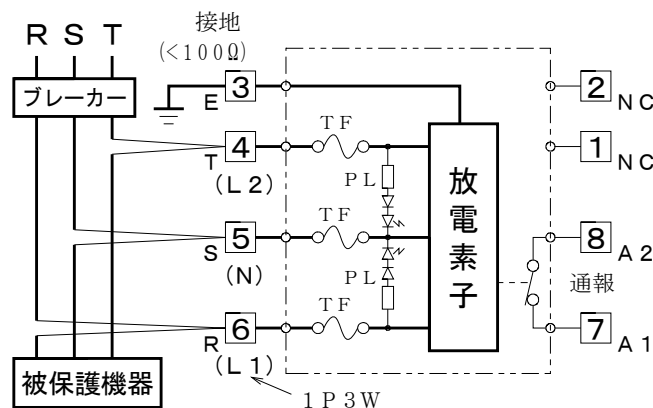 R S T
ブレーカー
被保護機器
接地
(<100Ω)
3
E
4
T
(L2)
5
S
(N)
6
R
(L1)
1P3W
TF
PL
TF
PL
TF
放電素子
2
NC
1
NC
8
A2
通報
7
A1